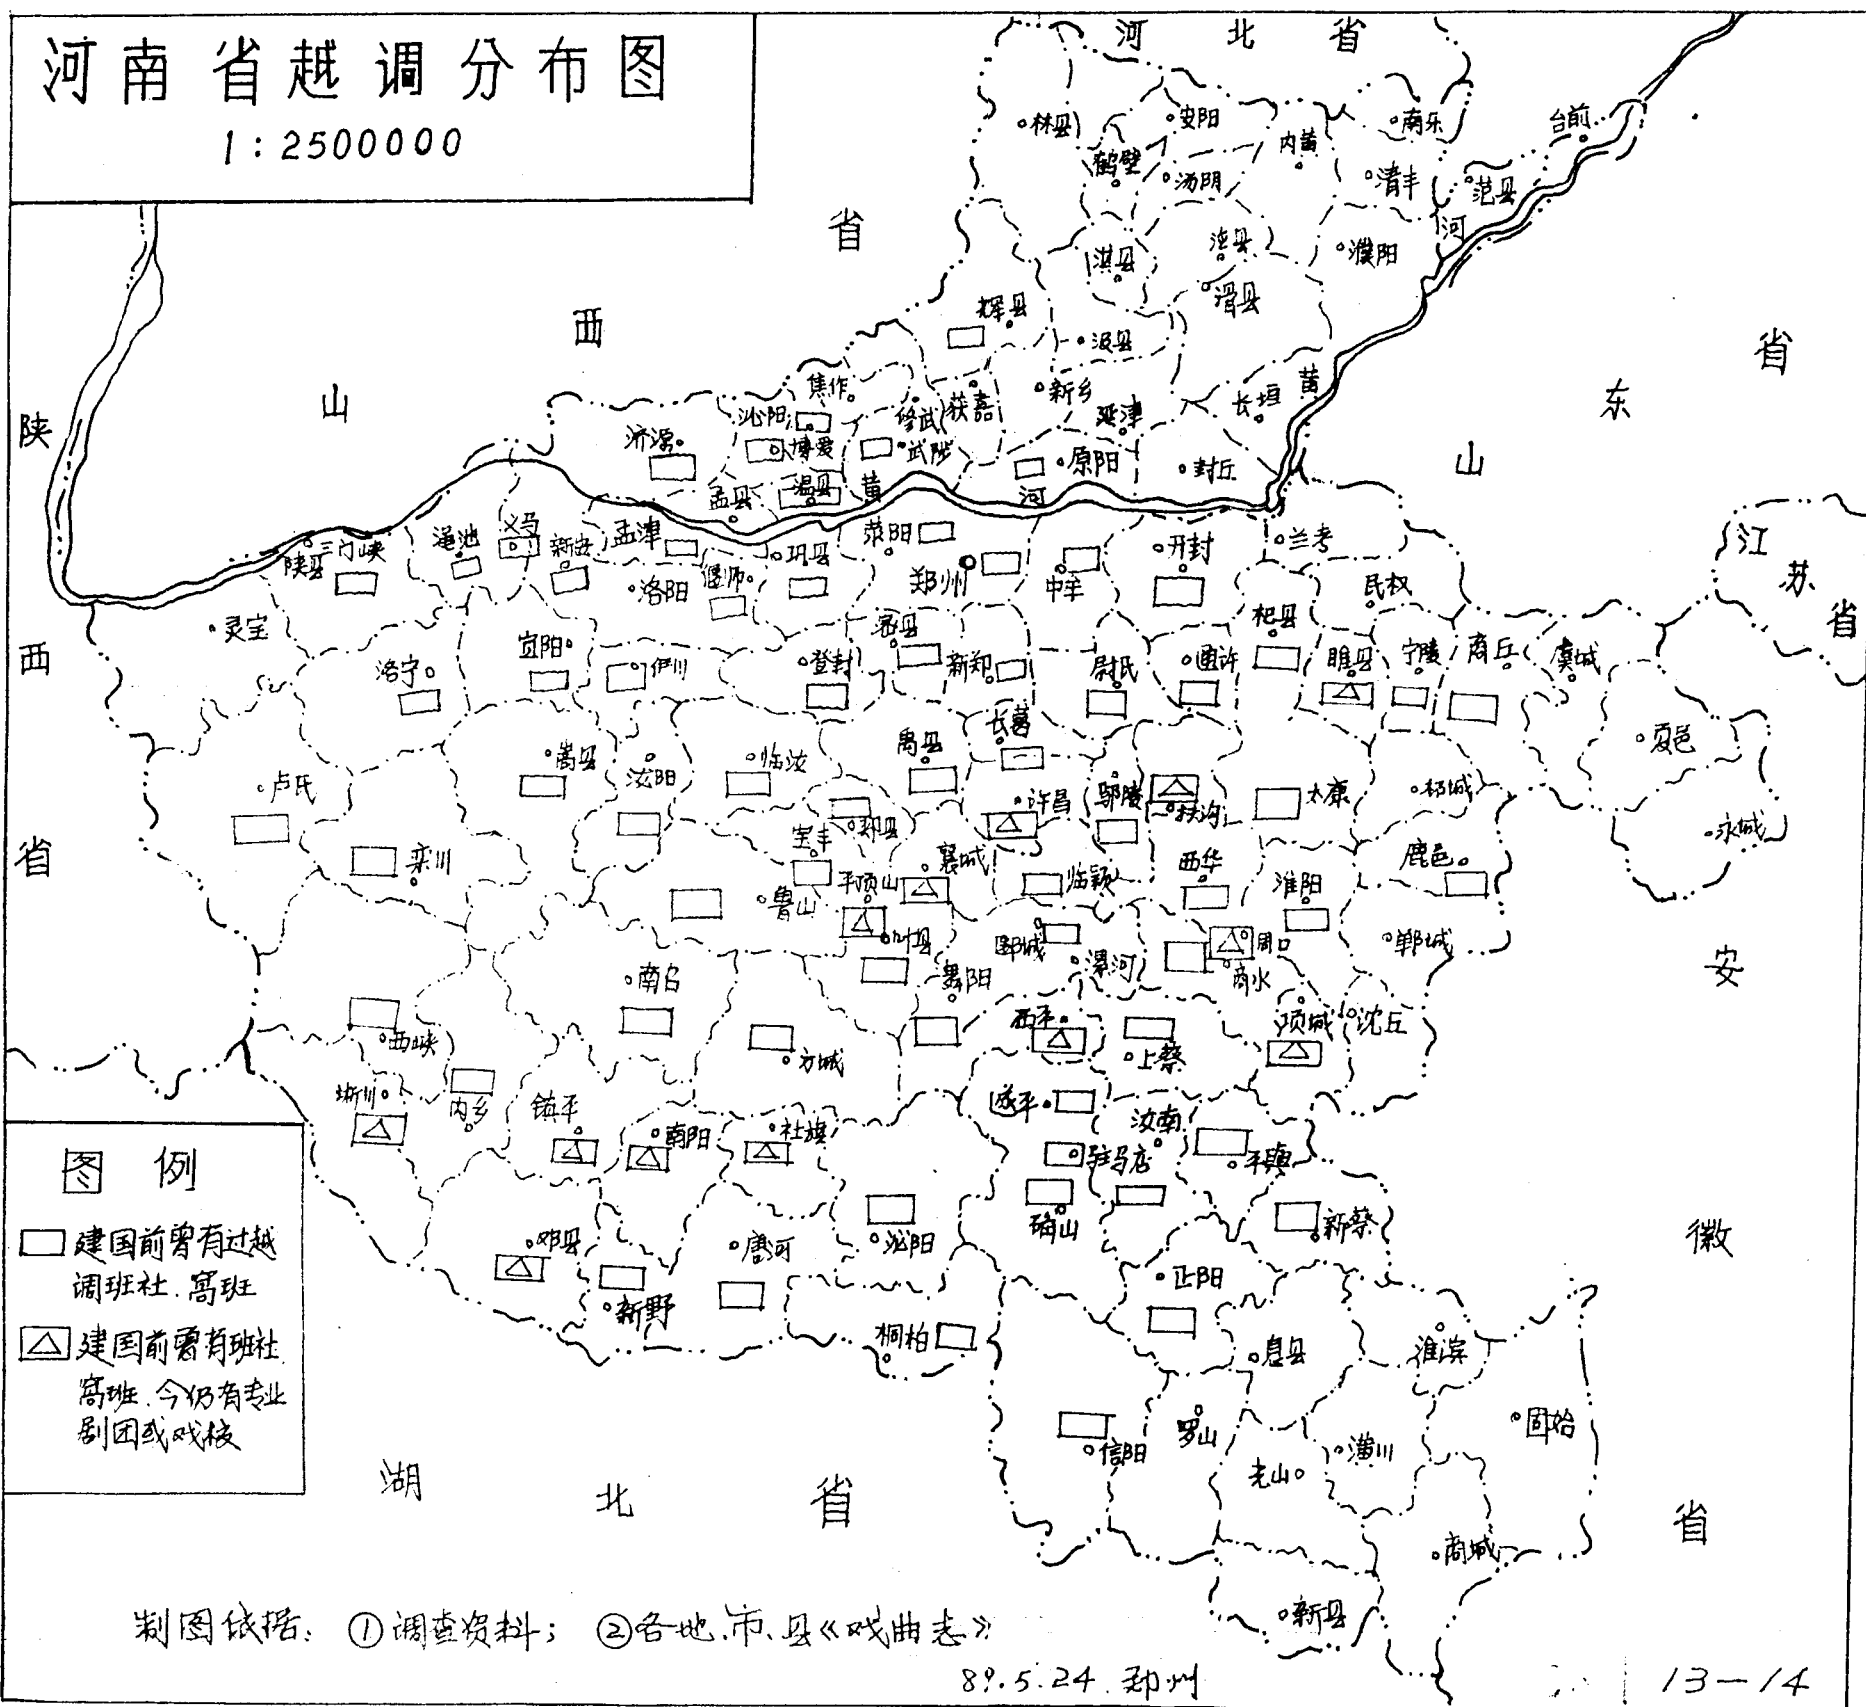 河南省越调分布图
1:2500000
河北省
山西省
陕西省
山东省
江苏省
安徽省
湖北省
林县
安阳
南乐
台前
鹤壁
汤阴
内黄
清丰
范县
河
淇县
浚县
濮阳
滑县
辉县
汲县
焦作
修武
获嘉
新乡
延津
长垣
黄
济源
沁阳
博爱
武陟
原阳
封丘
孟县
温县
黄
河
三门峡
陕县
渑池
义马
新安
孟津
偃师
巩县
荥阳
郑州
中牟
开封
兰考
洛阳
灵宝
民权
杞县
洛宁
宜阳
伊川
登封
密县
新郑
尉氏
通许
睢县
宁陵
商丘
虞城
夏邑
卢氏
嵩县
汝阳
临汝
禹县
长葛
许昌
鄢陵
扶沟
太康
柘城
永城
栾川
宝丰
郏县
襄城
临颍
西华
淮阳
鹿邑
鲁山
平顶山
叶县
郾城
漯河
周口
商水
郸城
南召
舞阳
西峡
方城
西平
上蔡
项城
沈丘
淅川
内乡
镇平
南阳
社旗
遂平
汝南
平舆
驻马店
确山
新蔡
邓县
新野
唐河
泌阳
正阳
桐柏
息县
淮滨
信阳
罗山
光山
潢川
固始
商城
新县
图例
建国前曾有过越
调班社.窝班
建国前曾有班社
窝班.今仍有专业
剧团或戏校
制图依据:①调查资料;②各地、市、县《戏曲志》
89.5.24.郑州
13—14